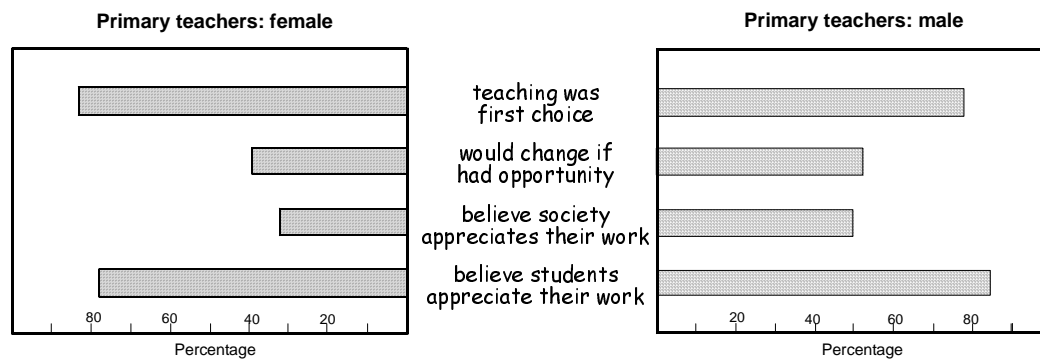 Primary teachers: female
Primary teachers: male
teaching was
first choice
would change if
had opportunity
believe society
appreciates their work
believe students
appreciate their work
80 60 40 20
20 40 60 80
Percentage
Percentage